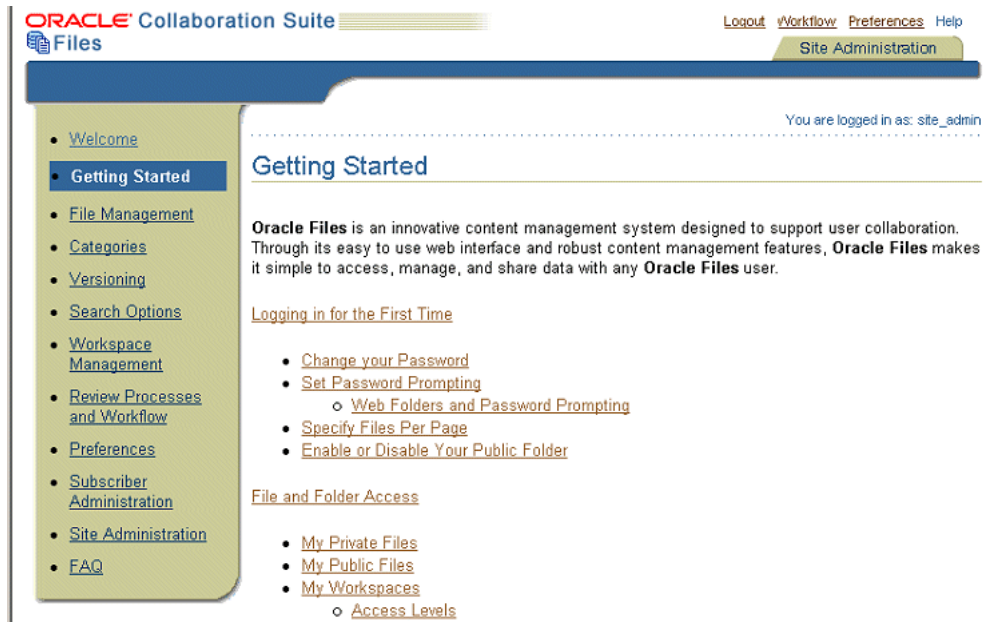 ORACLE Collaboration Suite
Files
Logout Workflow Preferences Help
Site Administration
You are logged in as: site_admin
Welcome
Getting Started
File Management
Categories
Versioning
Search Options
Workspace
Management
Review Processes
and Workflow
Preferences
Subscriber
Administration
Site Administration
FAQ
Getting Started
Oracle Files is an innovative content management system designed to support user collaboration.
Through its easy to use web interface and robust content management features, Oracle Files makes
it simple to access, manage, and share data with any Oracle Files user.
Logging in for the First Time
Change your Password
Set Password Prompting
Web Folders and Password Prompting
Specify Files Per Page
Enable or Disable Your Public Folder
File and Folder Access
My Private Files
My Public Files
My Workspaces
Access Levels